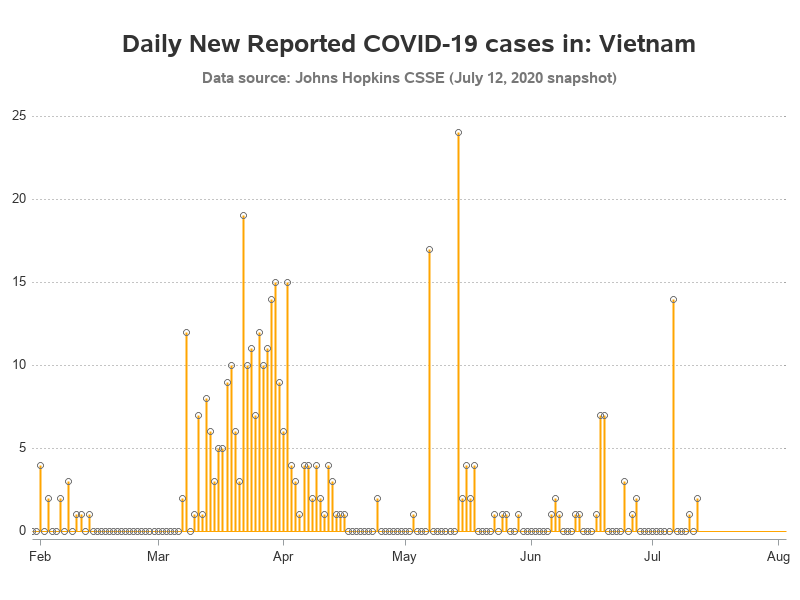 Daily New Reported COVID-19 cases in: Vietnam
Data source: Johns Hopkins CSSE (July 12, 2020 snapshot)
25
20
15
10
5
0
Feb Mar Apr May Jun Jul Aug